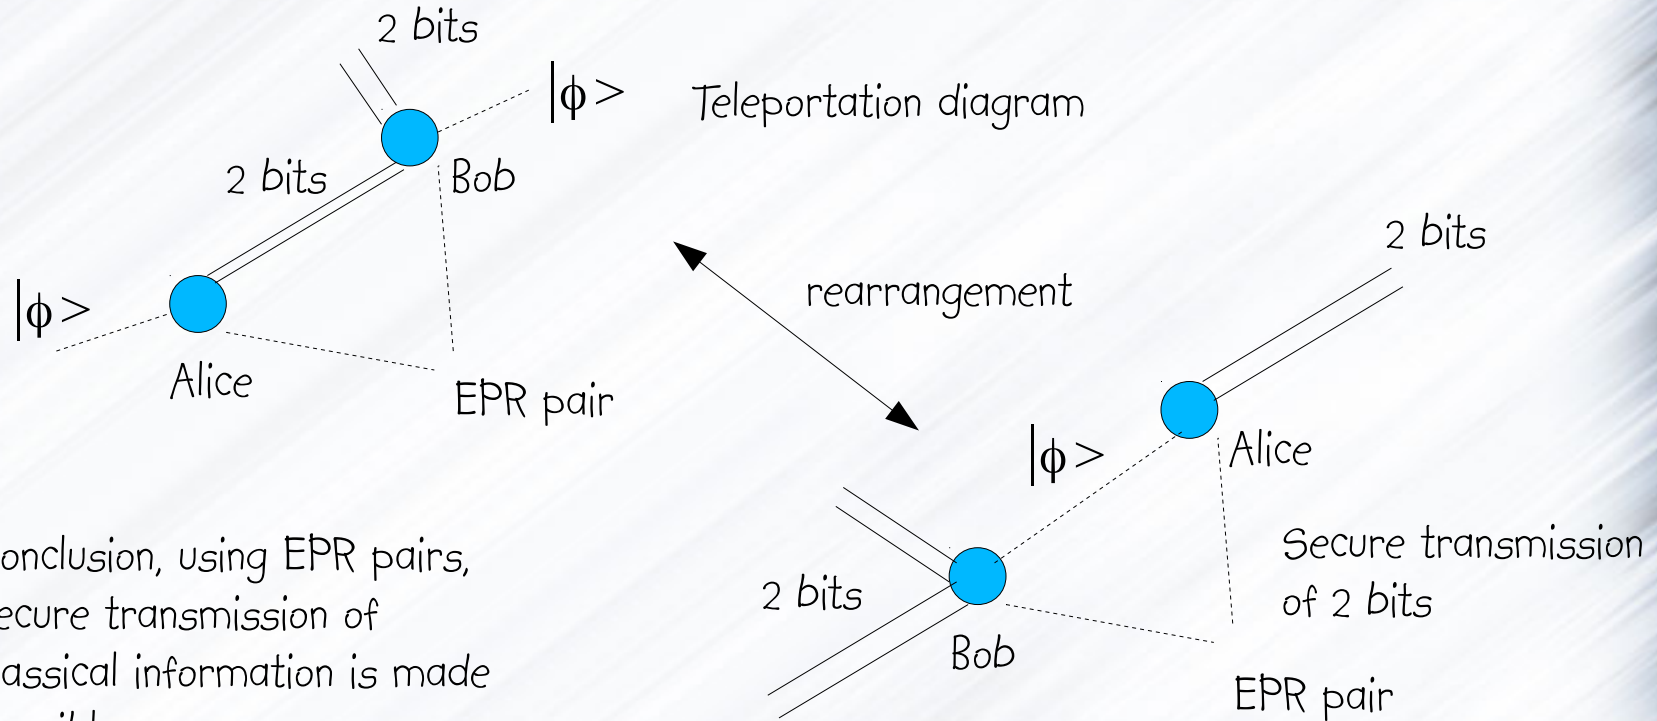 2 bits
|ϕ>
Teleportation diagram
2 bits
Bob
2 bits
rearrangement
|ϕ>
Alice
EPR pair
|ϕ>
Alice
onclusion, using EPR pairs,
ecure transmission of
assical information is made
Secure transmission
of 2 bits
2 bits
Bob
EPR pair